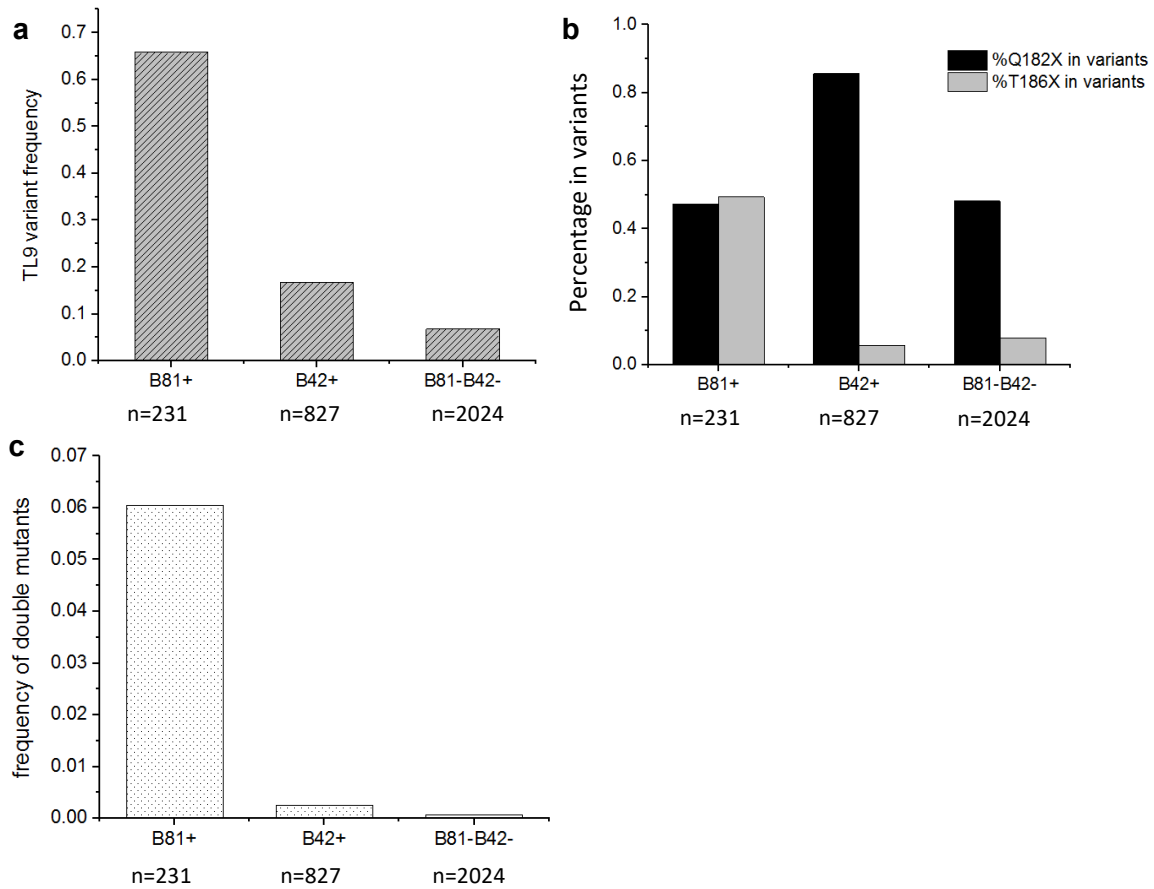 a
TL9 variant frequency
0.7
0.6
0.5
0.4
0.3
0.2
0.1
0.0
B81+ B42+ B81-B42-
n=231 n=827 n=2024
b
Percentage in variants
1.0
0.8
0.6
0.4
0.2
0.0
%Q182X in variants
%T186X in variants
B81+ B42+ B81-B42-
n=231 n=827 n=2024
c
frequency of double mutants
0.07
0.06
0.05
0.04
0.03
0.02
0.01
0.00
B81+ B42+ B81-B42-
n=231 n=827 n=2024